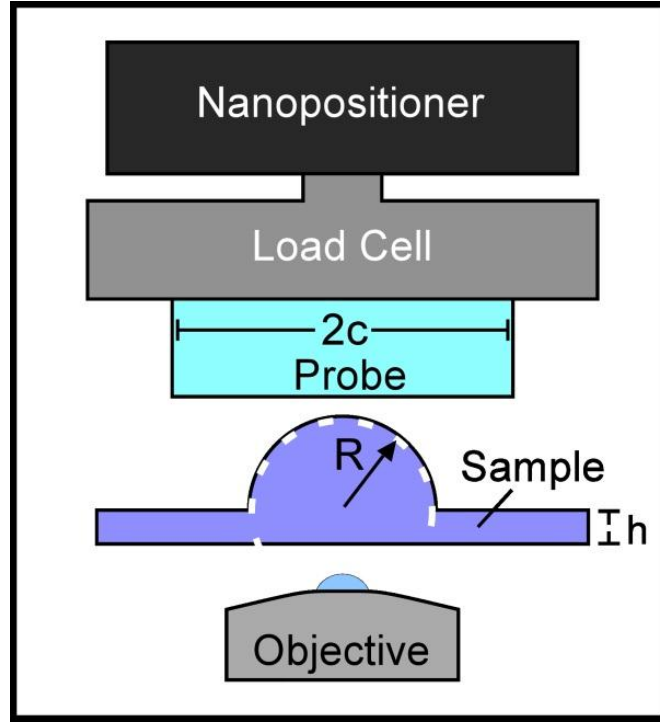 Nanopositioner
Load Cell
2c
Probe
R
Sample
h
Objective